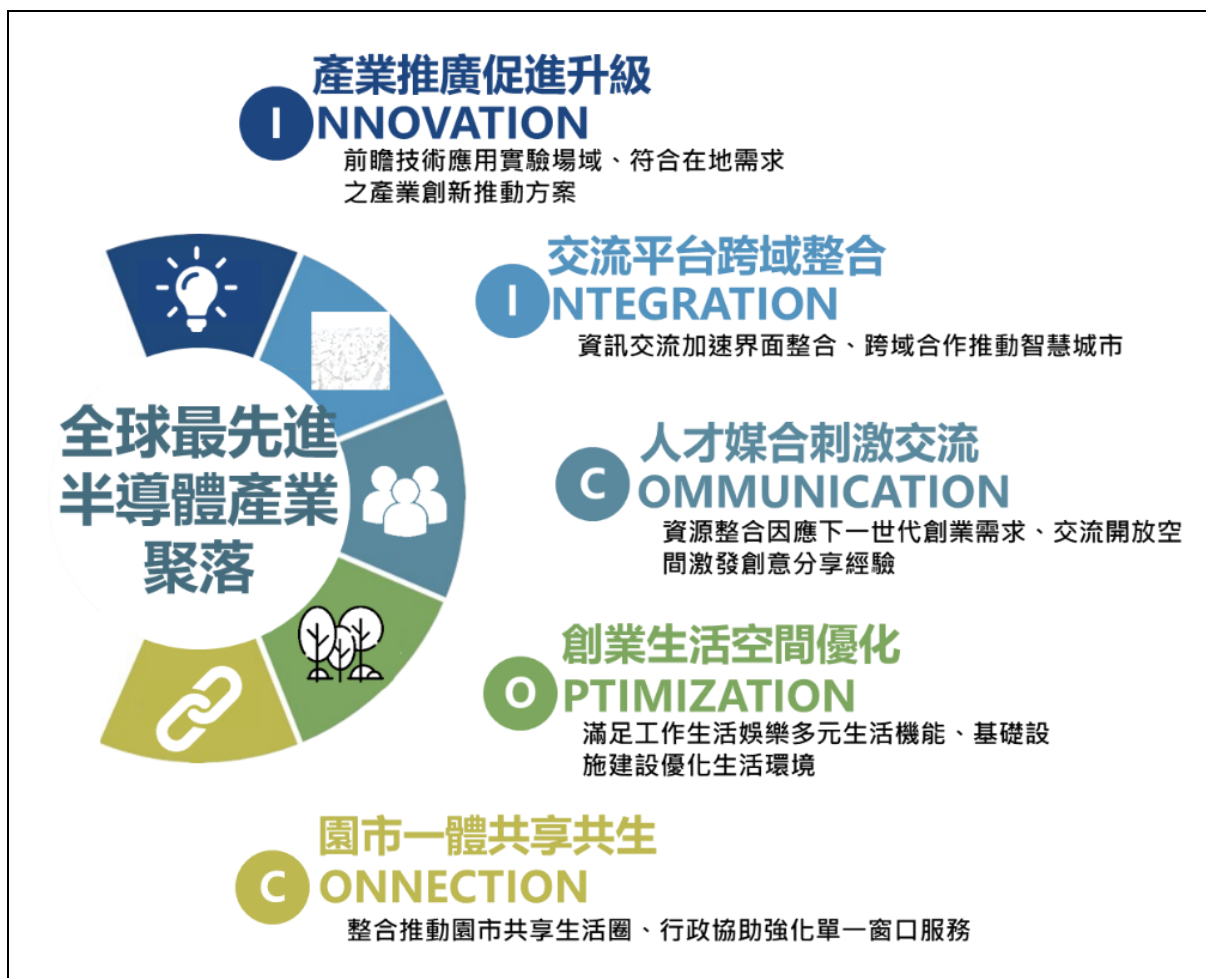 產業推廣促進升級
INNOVATION
前瞻技術應用實驗場域、符合在地需求
之產業創新推動方案
交流平台跨域整合
INTEGRATION
資訊交流加速界面整合、跨域合作推動智慧城市
全球最先進
半導體產業
聚落
人才媒合刺激交流
COMMUNICATION
資源整合因應下一世代創業需求、交流開放空
間激發創意分享經驗
創業生活空間優化
OPTIMIZATION
滿足工作生活娛樂多元生活機能、基礎設
施建設優化生活環境
園市一體共享共生
CONNECTION
整合推動園市共享生活圈、行政協助強化單一窗口服務